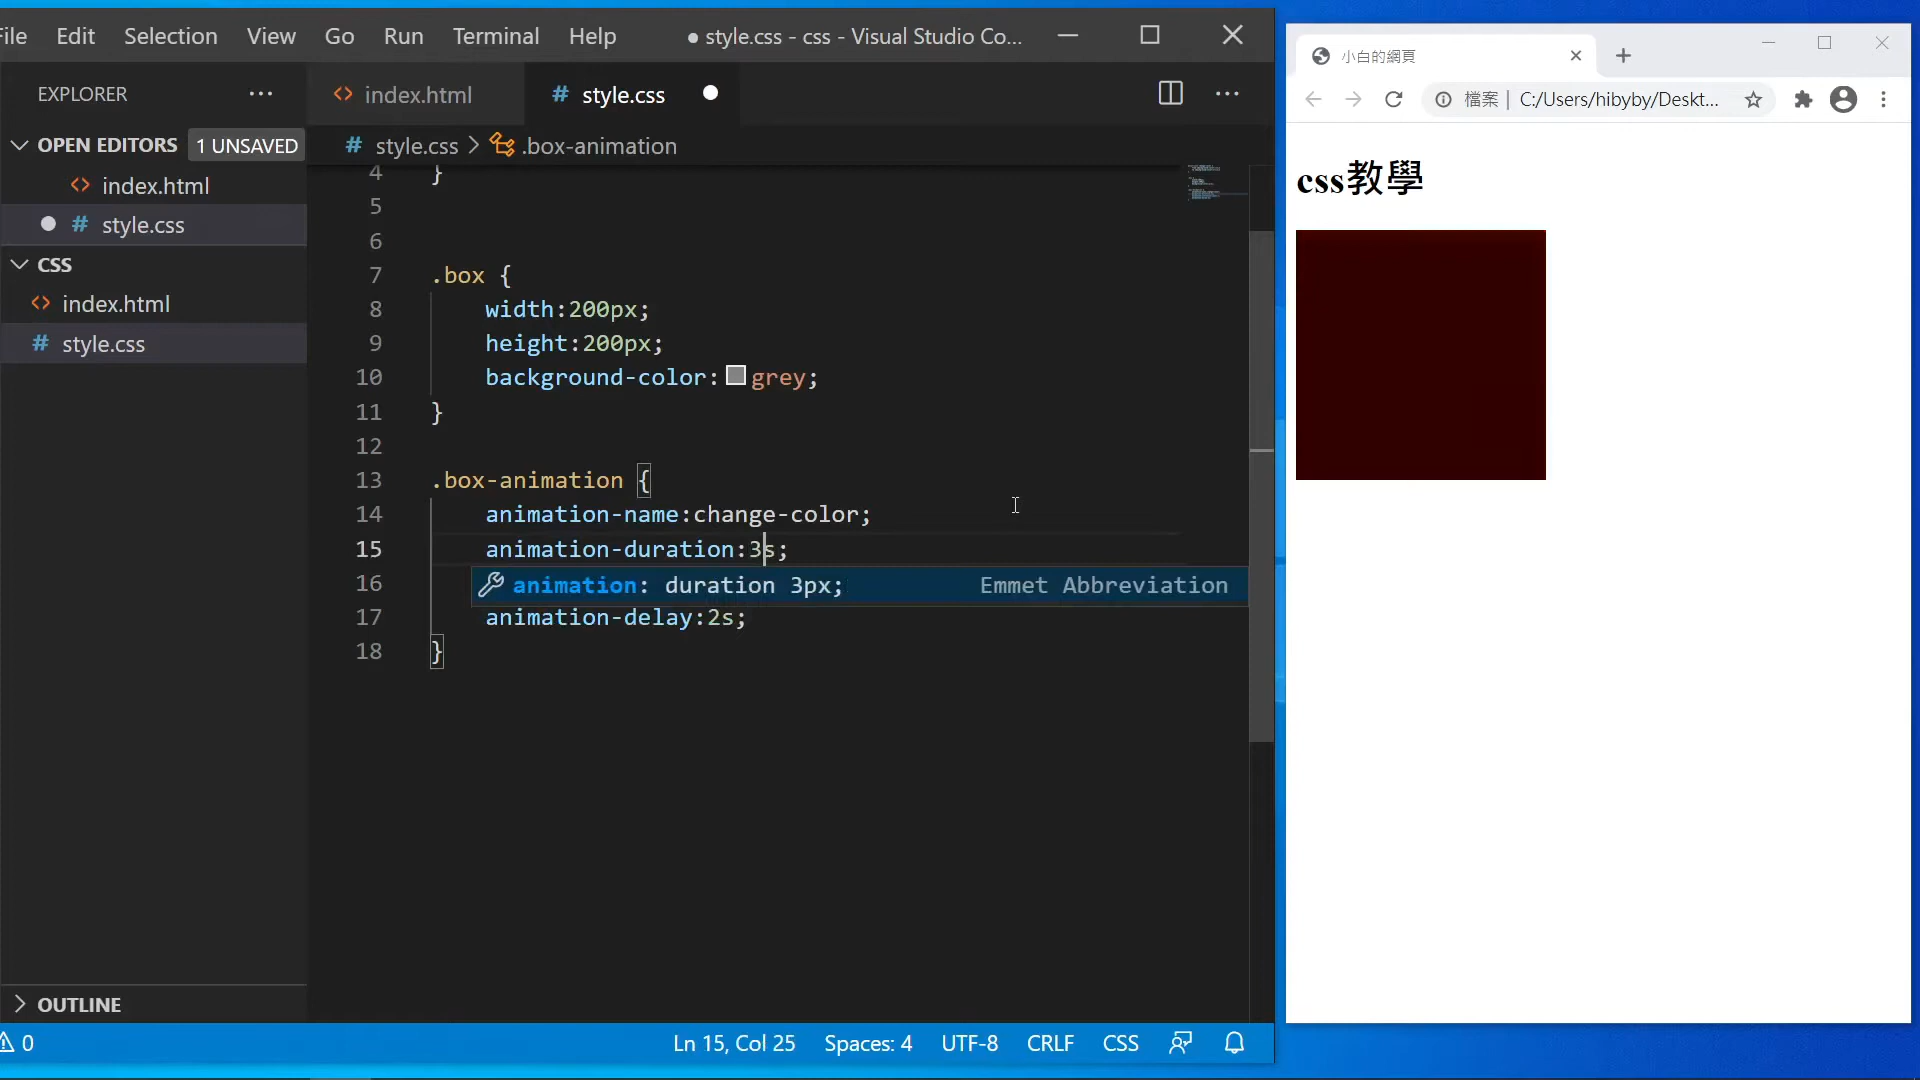 File Edit Selection View Go Run Terminal Help ● style.css - css - Visual Studio Co...
EXPLORER
OPEN EDITORS 1 UNSAVED
index.html
# style.css
CSS
index.html
# style.css
OUTLINE
index.html
# style.css
# style.css > .box-animation
4 }
5
6
7 .box {
8 width:200px;
9 height:200px;
10 background-color: grey;
11 }
12
13 .box-animation {
14 animation-name:change-color;
15 animation-duration:3s;
16 animation: duration 3px; Emmet Abbreviation
17 animation-delay:2s;
18 }
0
Ln 15, Col 25 Spaces: 4 UTF-8 CRLF CSS
小白的網頁
檔案 | C:/Users/hibyby/Deskt...
css教學